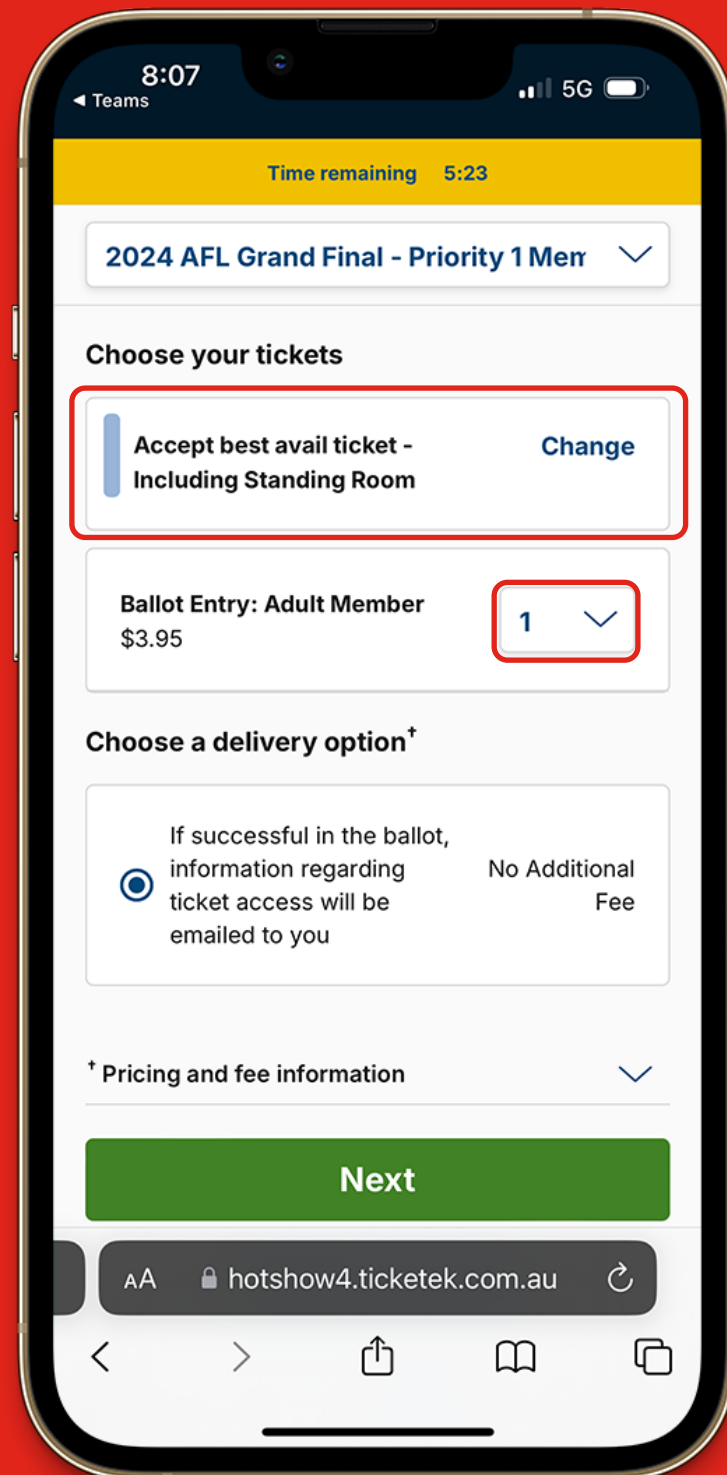 8:07
◀ Teams
5G
Time remaining 5:23
2024 AFL Grand Final - Priority 1 Mem
Choose your tickets
Accept best avail ticket -
Including Standing Room
Change
Ballot Entry: Adult Member
$3.95
1
Choose a delivery option†
If successful in the ballot,
information regarding
ticket access will be
emailed to you
No Additional
Fee
† Pricing and fee information
Next
AA hotshow4.ticketek.com.au